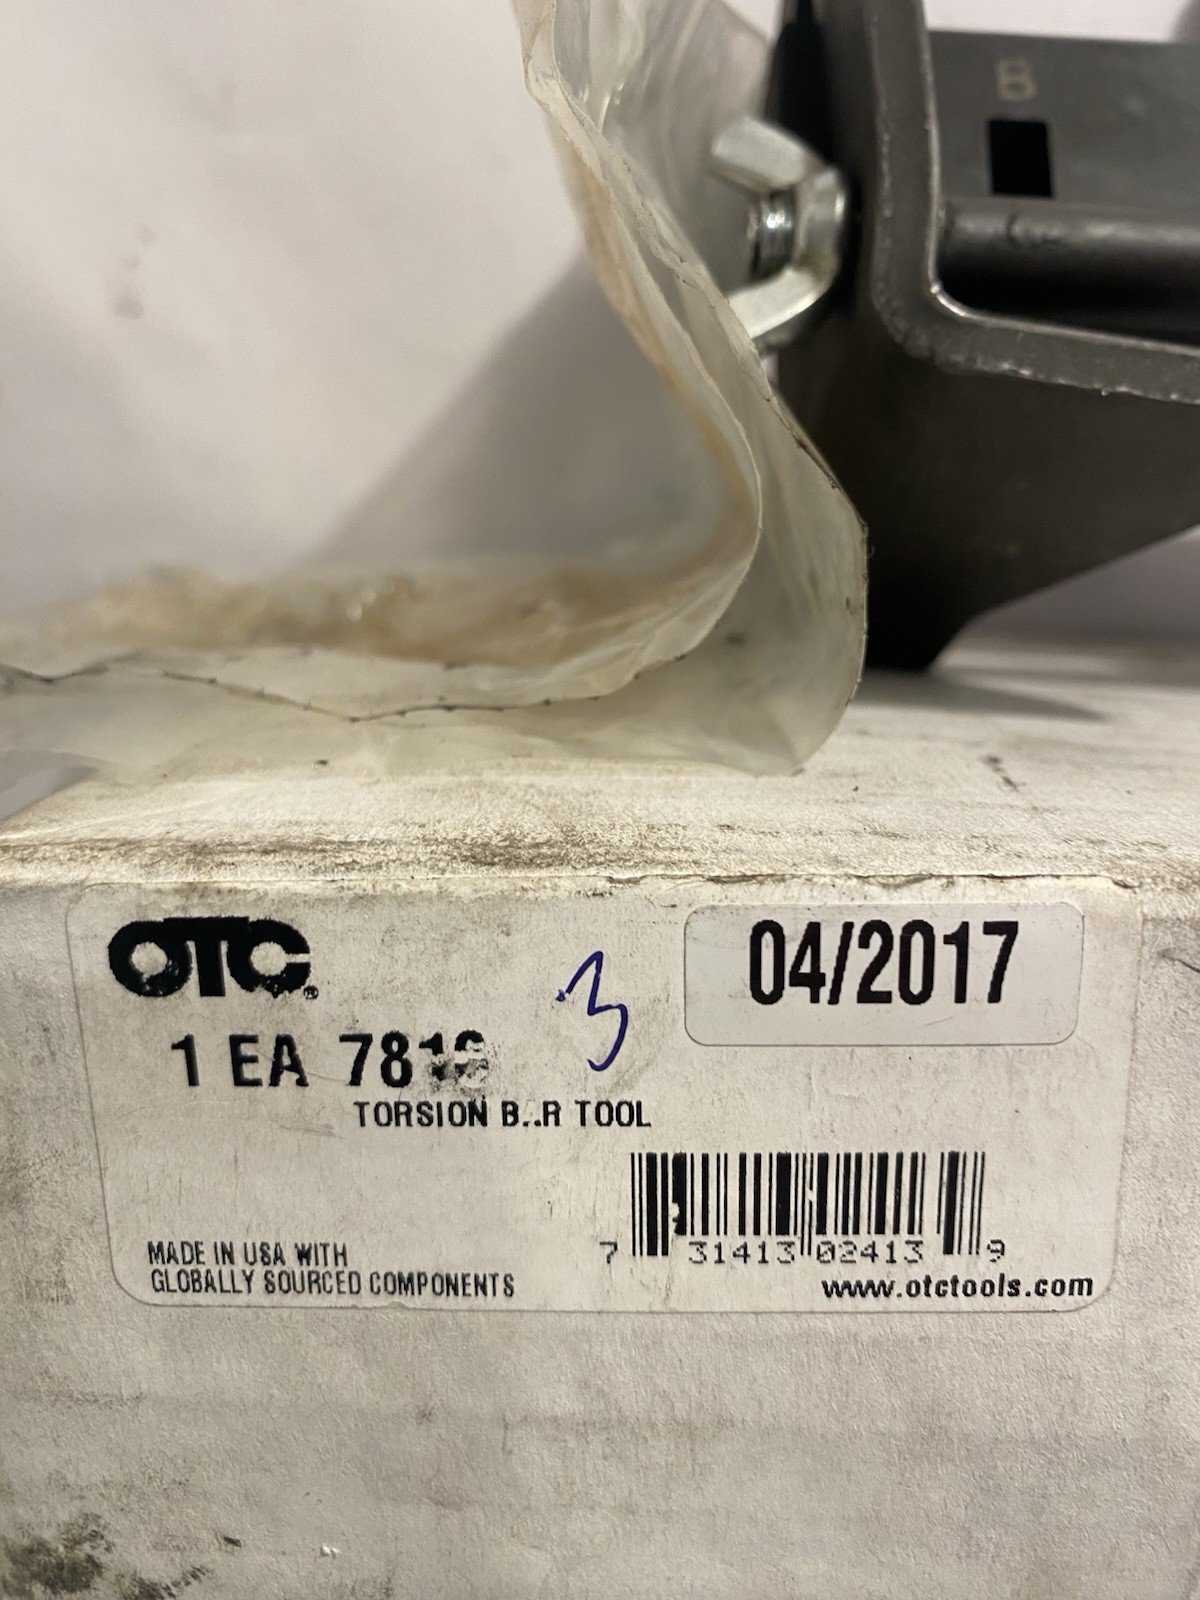 B
OTC®
04/2017
3
1 EA
TORSION B..R TOOL
7 31413 02413 9
MADE IN USA WITH
GLOBALLY SOURCED COMPONENTS
www.otctools.com